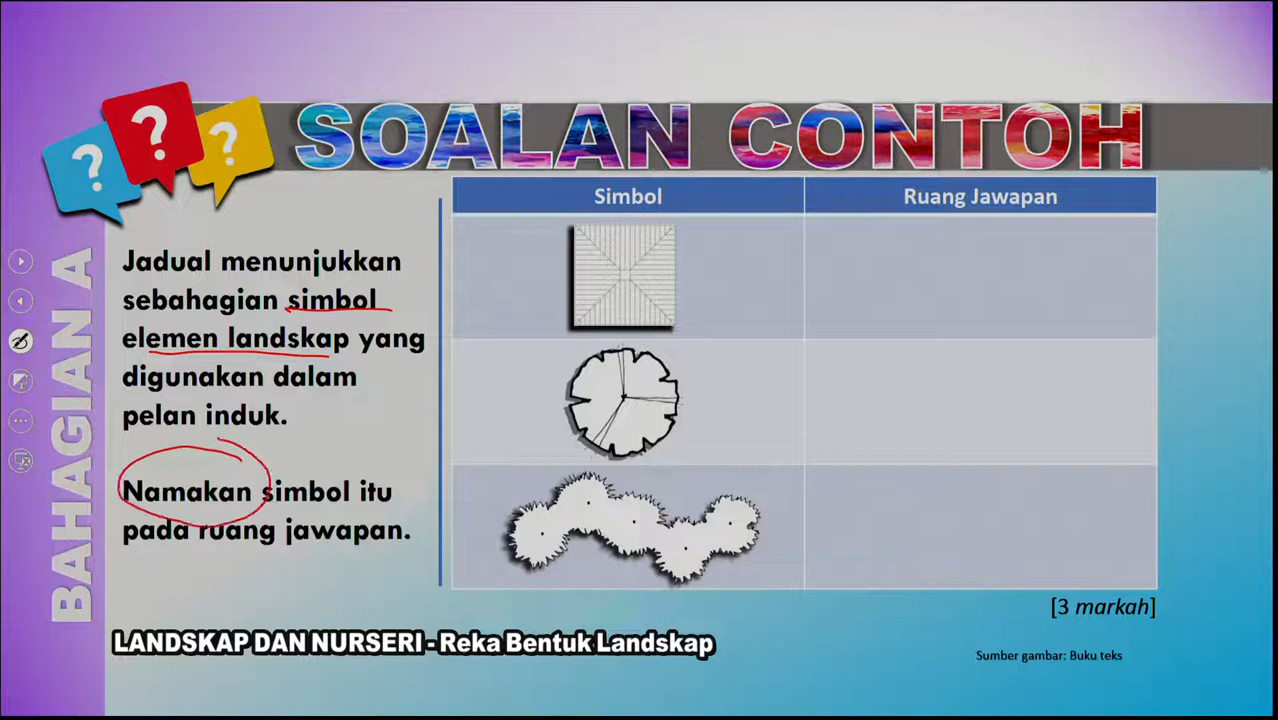 SOALAN CONTOH
BAHAGIAN A
Jadual menunjukkan
sebahagian simbol
elemen landskap yang
digunakan dalam
pelan induk.
Namakan simbol itu
pada ruang jawapan.
Simbol
Ruang Jawapan
[3 markah]
LANDSKAP DAN NURSERI - Reka Bentuk Landskap
Sumber gambar: Buku teks